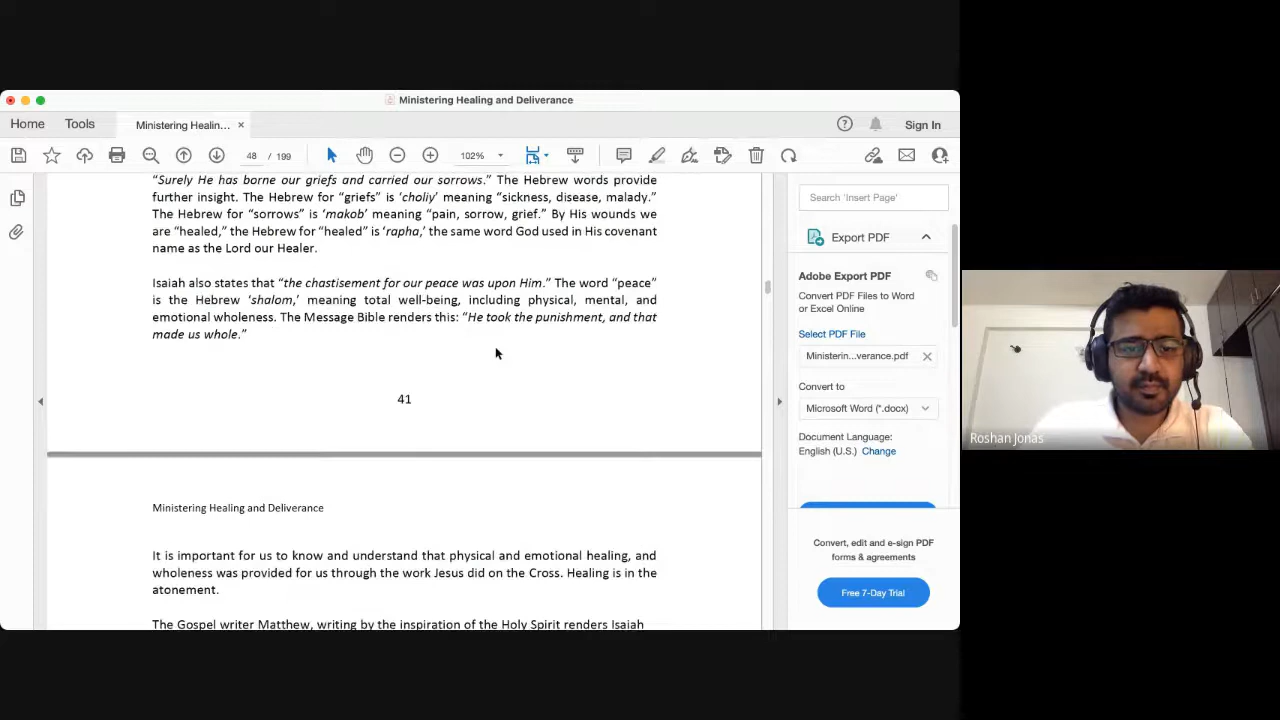 Ministering Healing and Deliverance
Home
Tools
Ministering Healin...
Sign In
48 / 199
102%
"Surely He has borne our griefs and carried our sorrows." The Hebrew words provide
further insight. The Hebrew for "griefs" is 'choliy' meaning "sickness, disease, malady."
The Hebrew for "sorrows" is 'makob' meaning "pain, sorrow, grief." By His wounds we
are "healed," the Hebrew for "healed" is 'rapha,' the same word God used in His covenant
name as the Lord our Healer.
Isaiah also states that "the chastisement for our peace was upon Him." The word "peace"
is the Hebrew 'shalom,' meaning total well-being, including physical, mental, and
emotional wholeness. The Message Bible renders this: "He took the punishment, and that
made us whole."
41
Ministering Healing and Deliverance
It is important for us to know and understand that physical and emotional healing, and
wholeness was provided for us through the work Jesus did on the Cross. Healing is in the
atonement.
The Gospel writer Matthew, writing by the inspiration of the Holy Spirit renders Isaiah
Search 'Insert Page'
Export PDF
Adobe Export PDF
Convert PDF Files to Word
or Excel Online
Select PDF File
Ministerin...verance.pdf
Convert to
Microsoft Word (*.docx)
Document Language:
English (U.S.) Change
Convert, edit and e-sign PDF
forms & agreements
Free 7-Day Trial
Roshan Jonas